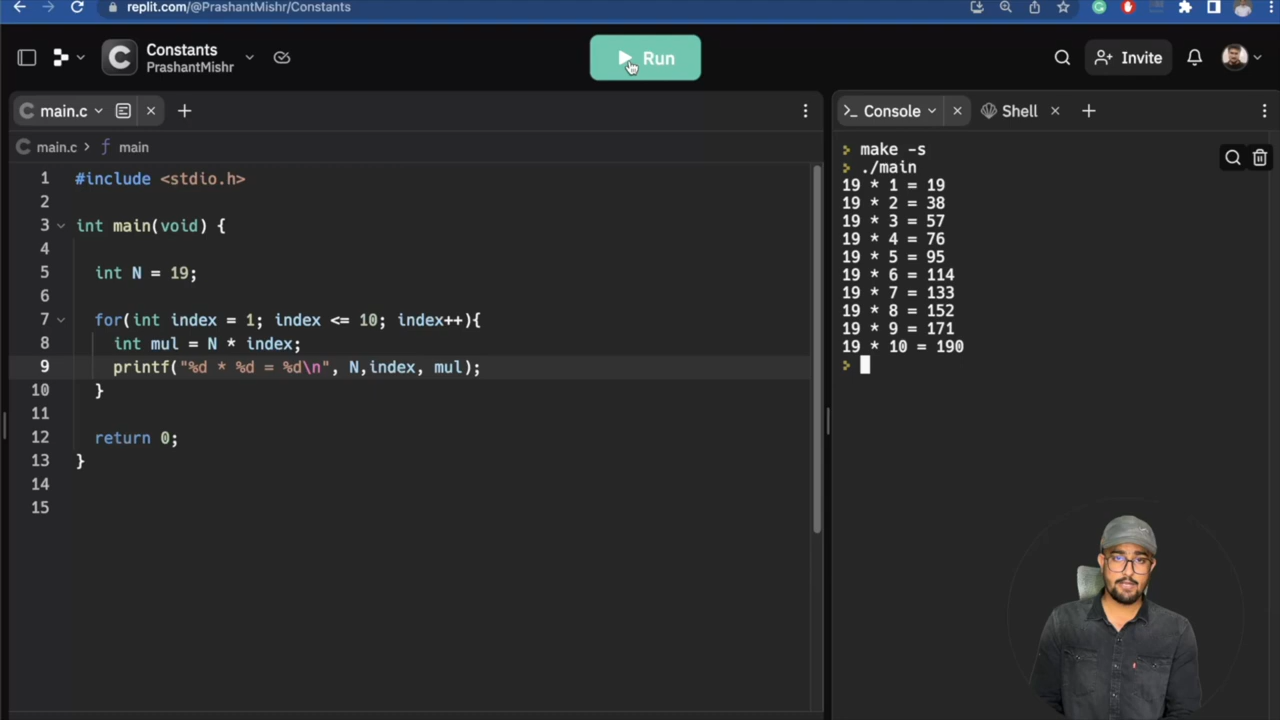 replit.com/@PrashantMishr/Constants
Constants
PrashantMishr
Run
Invite
main.c
main.c > f main
1 #include <stdio.h>
2
3 int main(void) {
4
5 int N = 19;
6
7 for(int index = 1; index <= 10; index++){
8 int mul = N * index;
9 printf("%d * %d = %d\n", N,index, mul);
10 }
11
12 return 0;
13 }
14
15
>_ Console
Shell
> make -s
> ./main
19 * 1 = 19
19 * 2 = 38
19 * 3 = 57
19 * 4 = 76
19 * 5 = 95
19 * 6 = 114
19 * 7 = 133
19 * 8 = 152
19 * 9 = 171
19 * 10 = 190
>